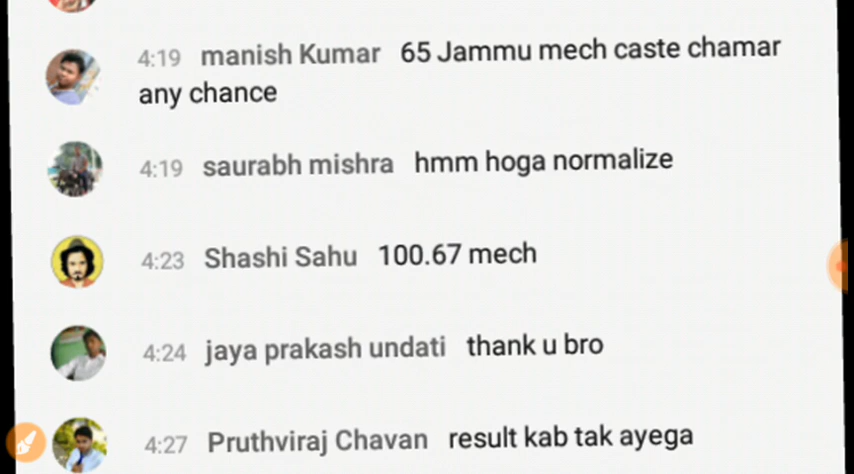 4:19 manish Kumar 65 Jammu mech caste chamar
any chance
4:19 saurabh mishra hmm hoga normalize
4:23 Shashi Sahu 100.67 mech
4:24 jaya prakash undati thank u bro
4:27 Pruthviraj Chavan result kab tak ayega